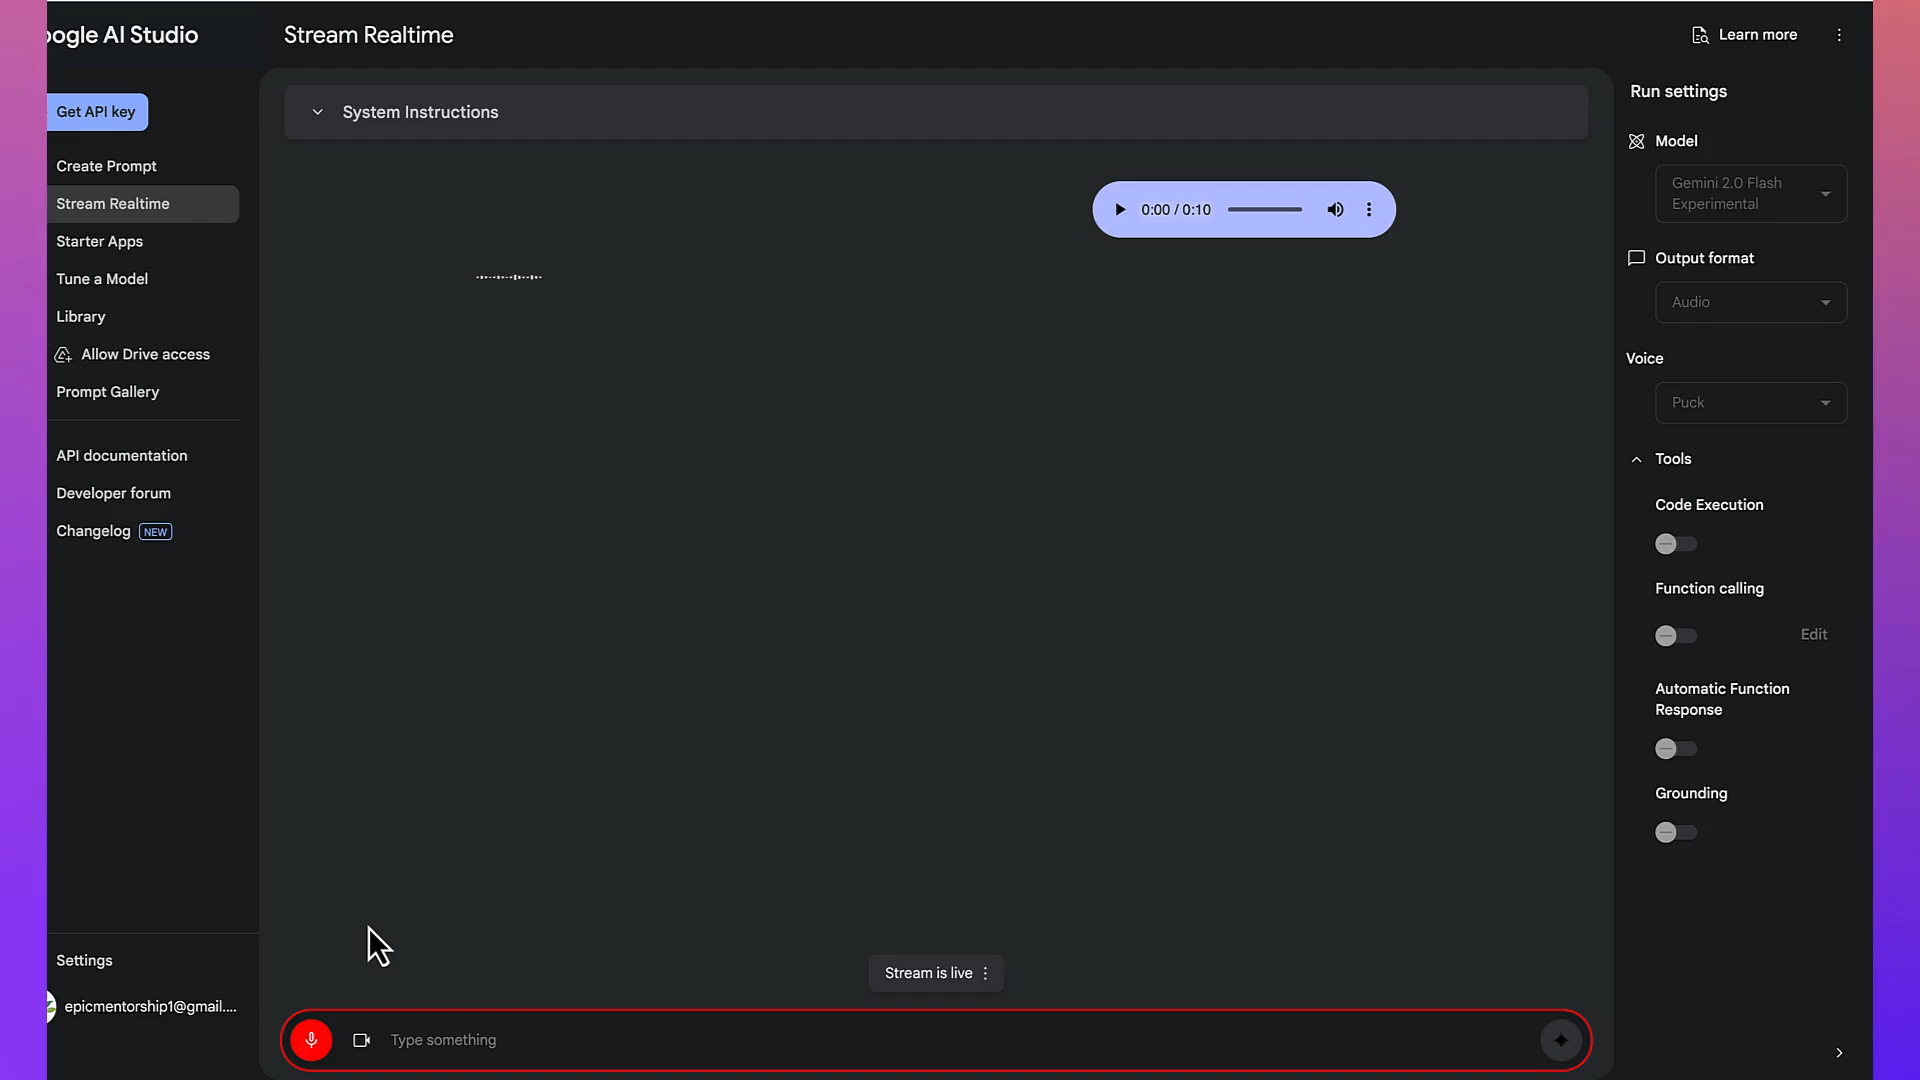 oogle AI Studio
Stream Realtime
Learn more
Get API key
Create Prompt
Stream Realtime
Starter Apps
Tune a Model
Library
Allow Drive access
Prompt Gallery
API documentation
Developer forum
Changelog NEW
Settings
epicmentorship1@gmail....
System Instructions
0:00 / 0:10
Stream is live
Type something
Run settings
Model
Gemini 2.0 Flash
Experimental
Output format
Audio
Voice
Puck
Tools
Code Execution
Function calling
Edit
Automatic Function
Response
Grounding